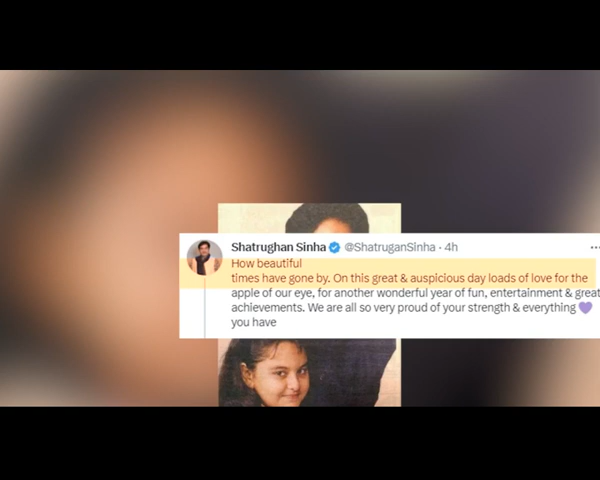 Shatrughan Sinha @ShatruganSinha · 4h
How beautiful
times have gone by. On this great & auspicious day loads of love for the
apple of our eye, for another wonderful year of fun, entertainment & great
achievements. We are all so very proud of your strength & everything 💜
you have